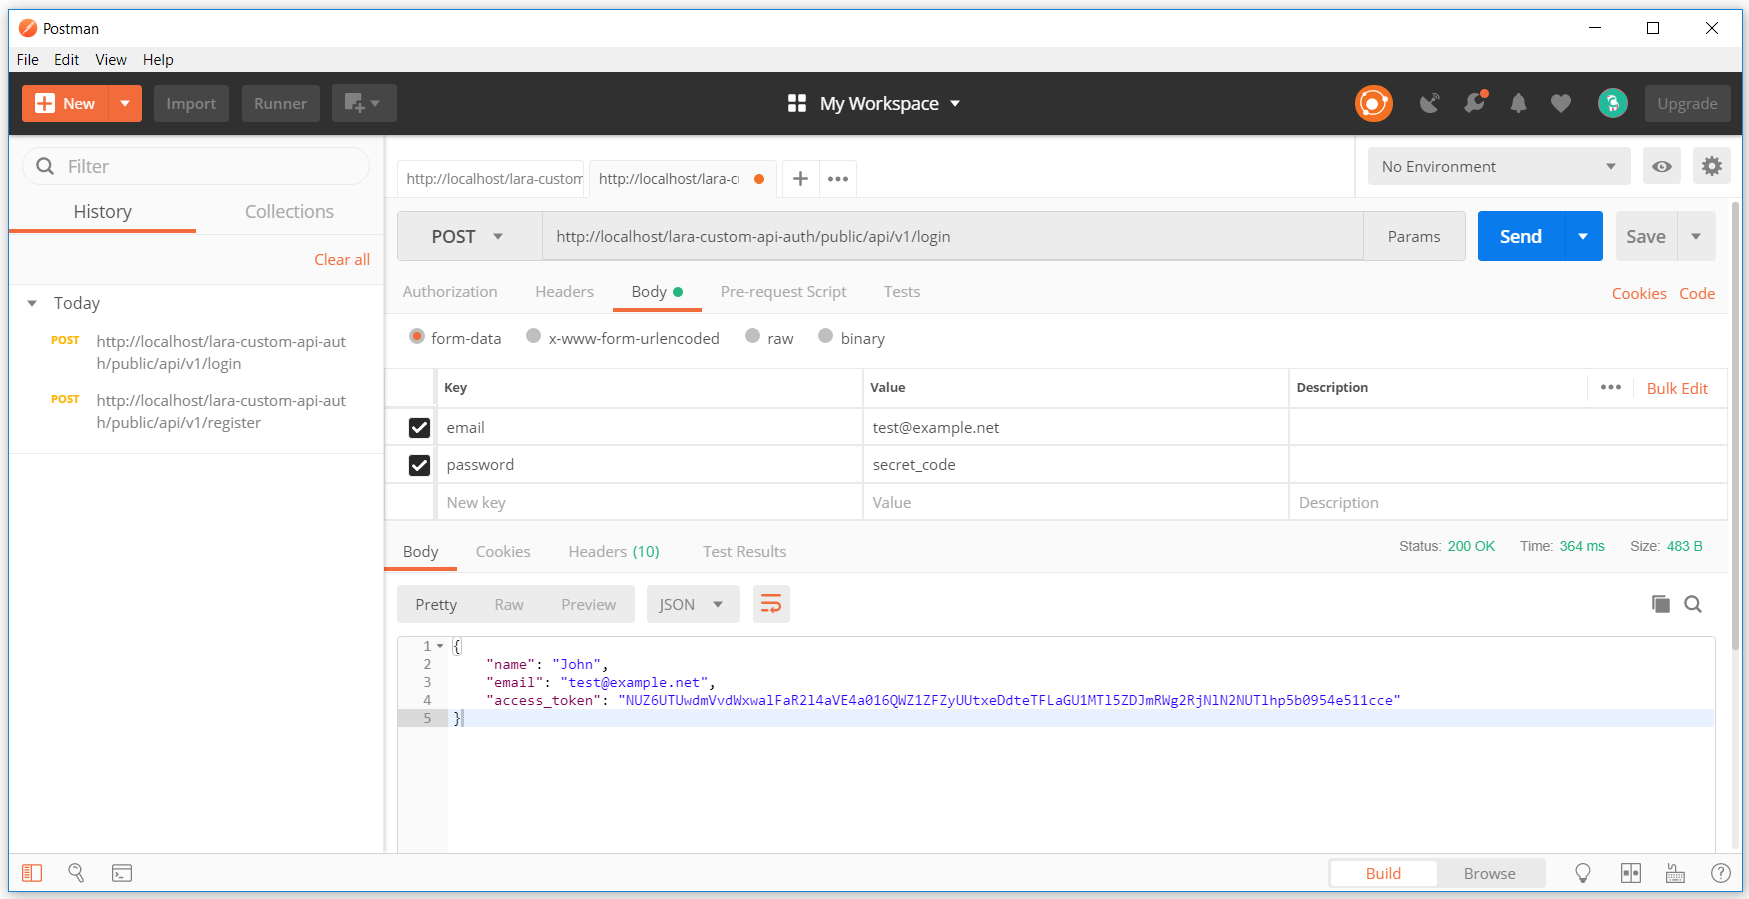 Postman
File Edit View Help
New Import Runner My Workspace Upgrade
Filter
History Collections
Clear all
Today
POST http://localhost/lara-custom-api-aut
h/public/api/v1/login
POST http://localhost/lara-custom-api-aut
h/public/api/v1/register
http://localhost/lara-custom http://localhost/lara-c No Environment
POST http://localhost/lara-custom-api-auth/public/api/v1/login Params Send Save
Authorization Headers Body Pre-request Script Tests Cookies Code
form-data x-www-form-urlencoded raw binary
Key Value Description Bulk Edit
email test@example.net
password secret_code
New key Value Description
Body Cookies Headers (10) Test Results Status: 200 OK Time: 364 ms Size: 483 B
Pretty Raw Preview JSON
1 {
2 "name": "John",
3 "email": "test@example.net",
4 "access_token": "NUZ6UTUwdmVvdWxwalFaR2l4aVE4a016QWZ1ZFZyUUtxeDdteTFLaGU1MTl5ZDJmRWg2RjNlN2NUTlhp5b0954e511cce"
5 }
Build Browse